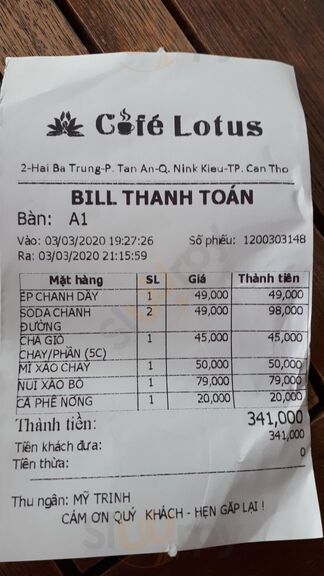 Café Lotus
2-Hai Ba Trung-P. Tan An-Q. Nink Kieu-TP. Can Tho
BILL THANH TOÁN
Bàn: A1
Vào: 03/03/2020 19:27:26 Số phiếu: 1200303148
Ra: 03/03/2020 21:15:59
Mặt hàng SL Giá Thành tiền
ÉP CHANH DÂY 1 49,000 49,000
SODA CHANH 2 49,000 98,000
ĐƯỜNG
CHẢ GIÒ 1 45,000 45,000
CHAY/PHẦN (5C)
MÌ XÀO CHAY 1 50,000 50,000
NUI XÀO BÒ 1 79,000 79,000
CÀ PHÊ NÓNG 1 20,000 20,000
Thành tiền: 341,000
Tiền khách đưa: 341,000
Tiền thừa: 0
Thu ngân: MỸ TRINH
CẢM ƠN QUÝ KHÁCH - HẸN GẶP LẠI !